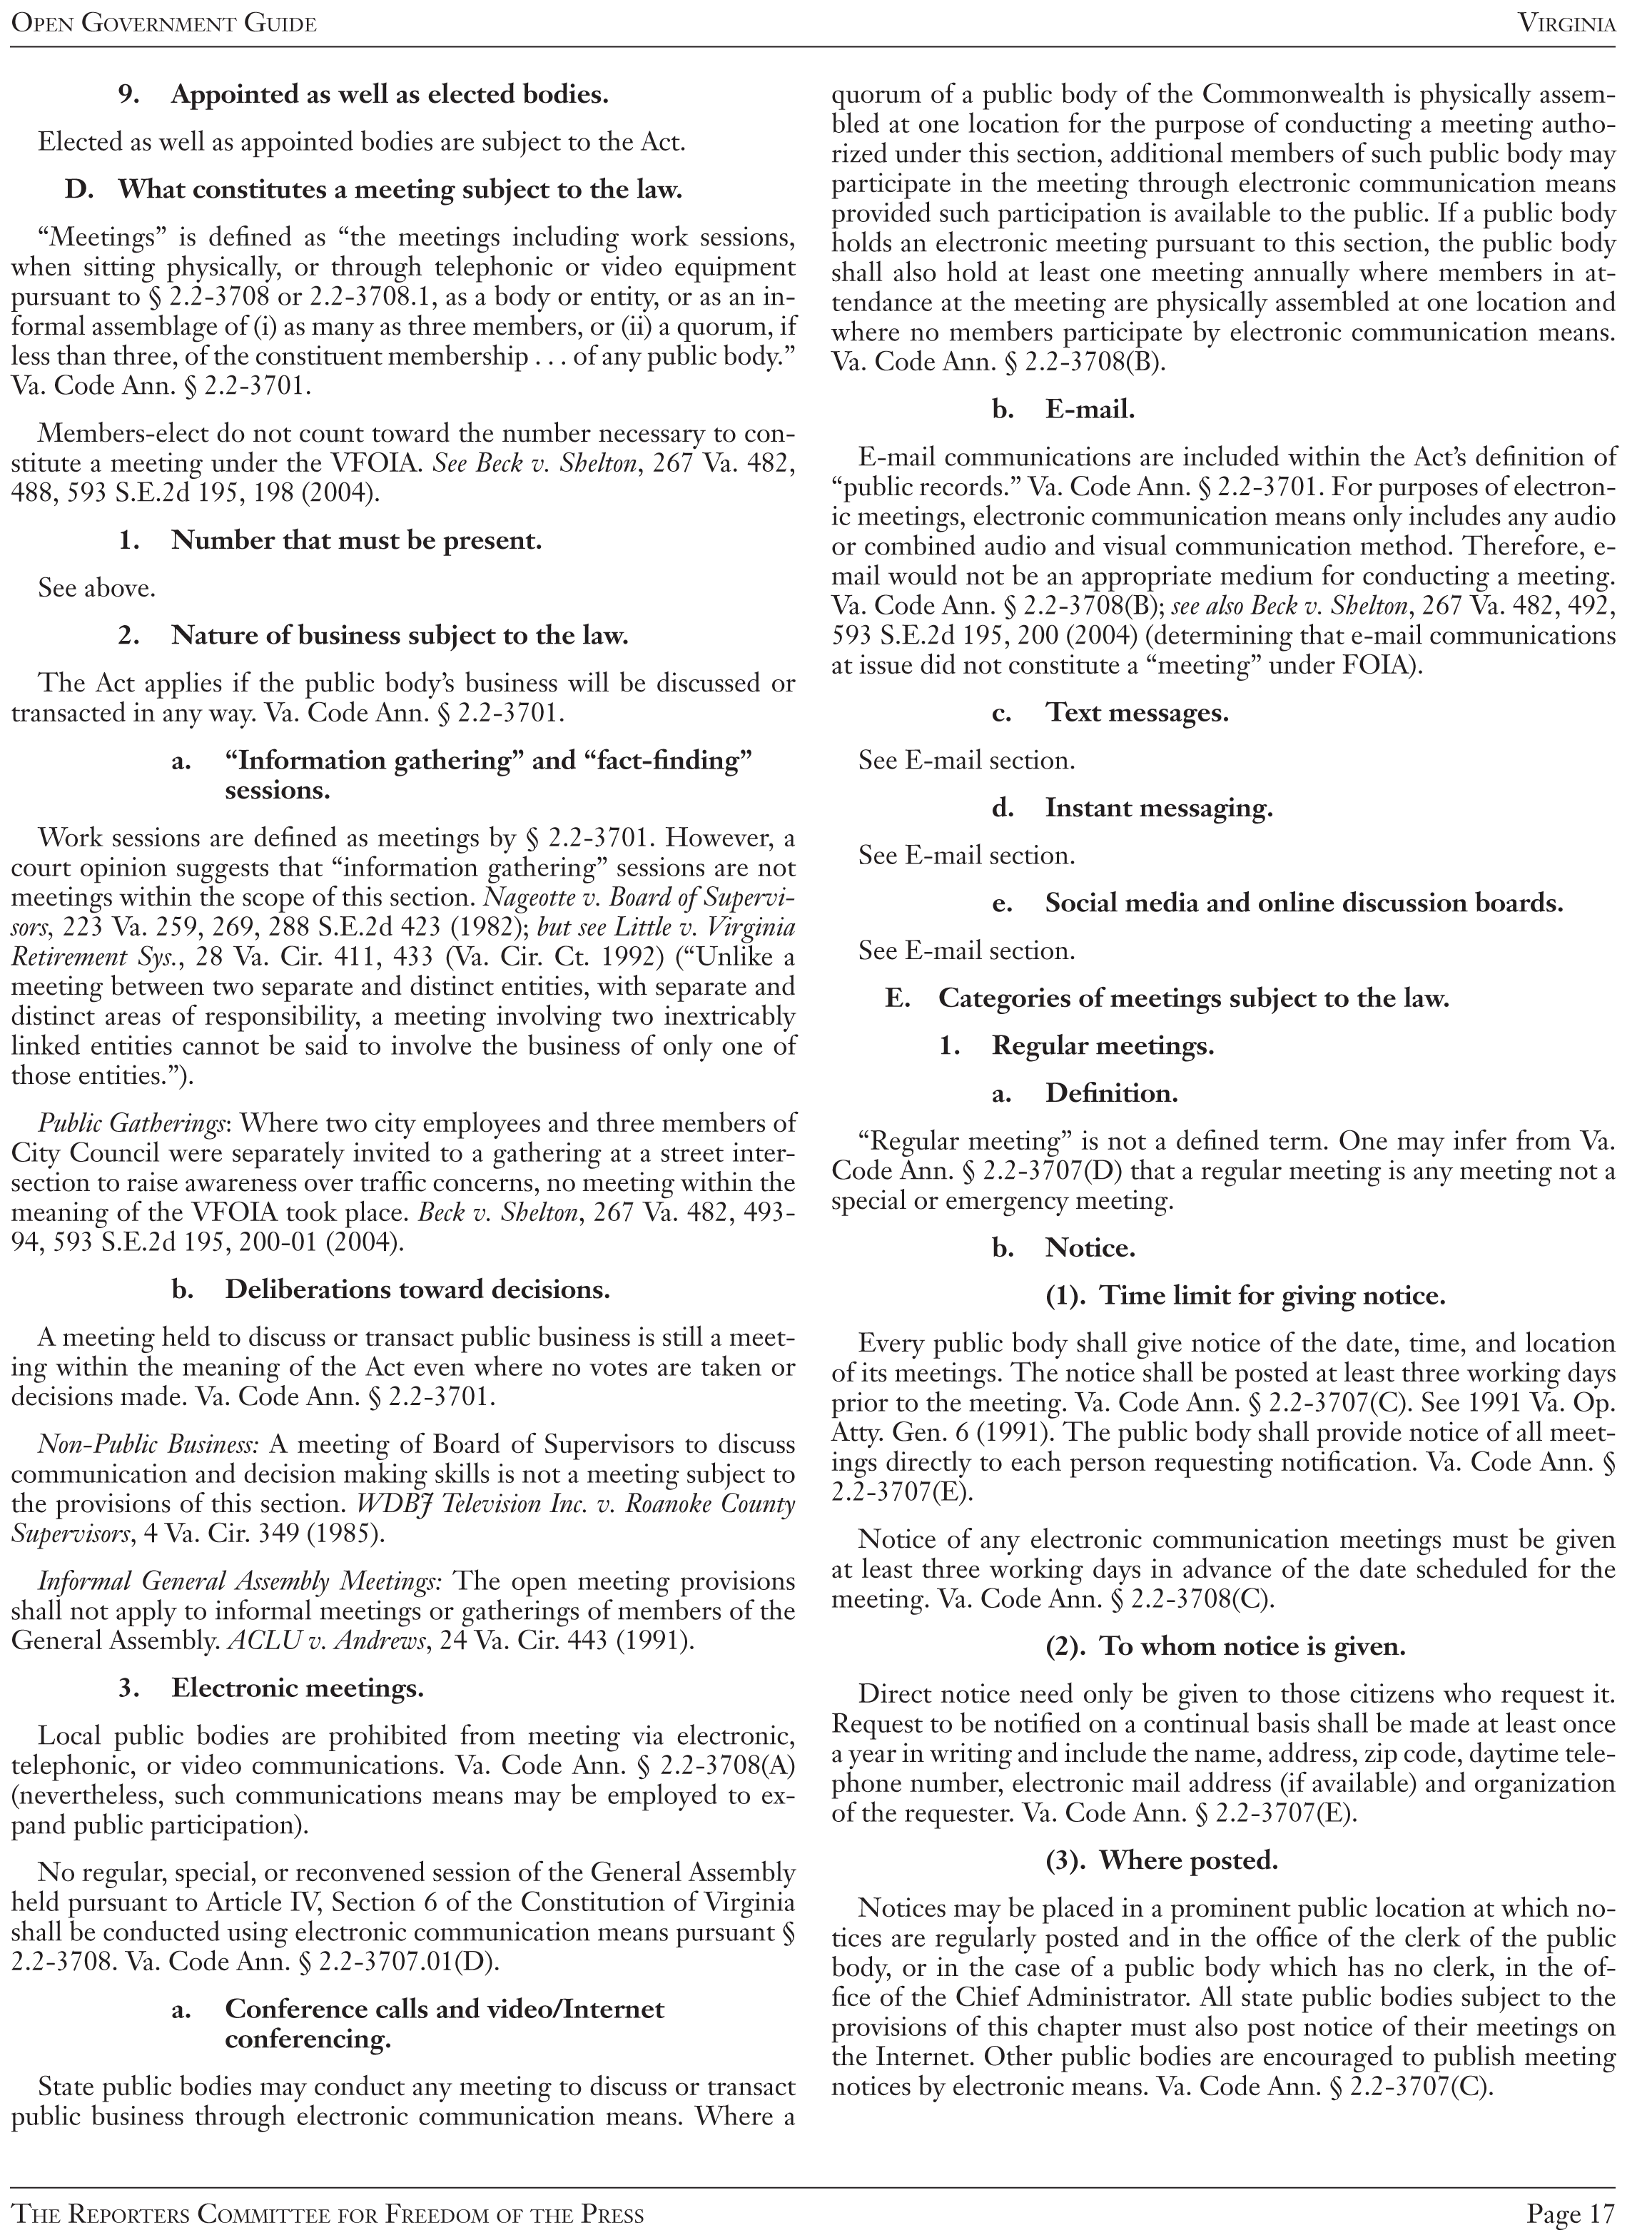 OPEN GOVERNMENT GUIDE
VIRGINIA
9. Appointed as well as elected bodies.
Elected as well as appointed bodies are subject to the Act.
D. What constitutes a meeting subject to the law.
“Meetings” is defined as “the meetings including work sessions,
when sitting physically, or through telephonic or video equipment
pursuant to § 2.2-3708 or 2.2-3708.1, as a body or entity, or as an in-
formal assemblage of (i) as many as three members, or (ii) a quorum, if
less than three, of the constituent membership . . . of any public body.”
Va. Code Ann. § 2.2-3701.
Members-elect do not count toward the number necessary to con-
stitute a meeting under the VFOIA. See Beck v. Shelton, 267 Va. 482,
488, 593 S.E.2d 195, 198 (2004).
1. Number that must be present.
See above.
2. Nature of business subject to the law.
The Act applies if the public body’s business will be discussed or
transacted in any way. Va. Code Ann. § 2.2-3701.
a. “Information gathering” and “fact-finding”
sessions.
Work sessions are defined as meetings by § 2.2-3701. However, a
court opinion suggests that “information gathering” sessions are not
meetings within the scope of this section. Nageotte v. Board of Supervi-
sors, 223 Va. 259, 269, 288 S.E.2d 423 (1982); but see Little v. Virginia
Retirement Sys., 28 Va. Cir. 411, 433 (Va. Cir. Ct. 1992) (“Unlike a
meeting between two separate and distinct entities, with separate and
distinct areas of responsibility, a meeting involving two inextricably
linked entities cannot be said to involve the business of only one of
those entities.”).
Public Gatherings: Where two city employees and three members of
City Council were separately invited to a gathering at a street inter-
section to raise awareness over traffic concerns, no meeting within the
meaning of the VFOIA took place. Beck v. Shelton, 267 Va. 482, 493-
94, 593 S.E.2d 195, 200-01 (2004).
b. Deliberations toward decisions.
A meeting held to discuss or transact public business is still a meet-
ing within the meaning of the Act even where no votes are taken or
decisions made. Va. Code Ann. § 2.2-3701.
Non-Public Business: A meeting of Board of Supervisors to discuss
communication and decision making skills is not a meeting subject to
the provisions of this section. WDBJ Television Inc. v. Roanoke County
Supervisors, 4 Va. Cir. 349 (1985).
Informal General Assembly Meetings: The open meeting provisions
shall not apply to informal meetings or gatherings of members of the
General Assembly. ACLU v. Andrews, 24 Va. Cir. 443 (1991).
3. Electronic meetings.
Local public bodies are prohibited from meeting via electronic,
telephonic, or video communications. Va. Code Ann. § 2.2-3708(A)
(nevertheless, such communications means may be employed to ex-
pand public participation).
No regular, special, or reconvened session of the General Assembly
held pursuant to Article IV, Section 6 of the Constitution of Virginia
shall be conducted using electronic communication means pursuant §
2.2-3708. Va. Code Ann. § 2.2-3707.01(D).
a. Conference calls and video/Internet
conferencing.
State public bodies may conduct any meeting to discuss or transact
public business through electronic communication means. Where a
quorum of a public body of the Commonwealth is physically assem-
bled at one location for the purpose of conducting a meeting autho-
rized under this section, additional members of such public body may
participate in the meeting through electronic communication means
provided such participation is available to the public. If a public body
holds an electronic meeting pursuant to this section, the public body
shall also hold at least one meeting annually where members in at-
tendance at the meeting are physically assembled at one location and
where no members participate by electronic communication means.
Va. Code Ann. § 2.2-3708(B).
b. E-mail.
E-mail communications are included within the Act’s definition of
“public records.” Va. Code Ann. § 2.2-3701. For purposes of electron-
ic meetings, electronic communication means only includes any audio
or combined audio and visual communication method. Therefore, e-
mail would not be an appropriate medium for conducting a meeting.
Va. Code Ann. § 2.2-3708(B); see also Beck v. Shelton, 267 Va. 482, 492,
593 S.E.2d 195, 200 (2004) (determining that e-mail communications
at issue did not constitute a “meeting” under FOIA).
c. Text messages.
See E-mail section.
d. Instant messaging.
See E-mail section.
e. Social media and online discussion boards.
See E-mail section.
E. Categories of meetings subject to the law.
1. Regular meetings.
a. Definition.
“Regular meeting” is not a defined term. One may infer from Va.
Code Ann. § 2.2-3707(D) that a regular meeting is any meeting not a
special or emergency meeting.
b. Notice.
(1). Time limit for giving notice.
Every public body shall give notice of the date, time, and location
of its meetings. The notice shall be posted at least three working days
prior to the meeting. Va. Code Ann. § 2.2-3707(C). See 1991 Va. Op.
Atty. Gen. 6 (1991). The public body shall provide notice of all meet-
ings directly to each person requesting notification. Va. Code Ann. §
2.2-3707(E).
Notice of any electronic communication meetings must be given
at least three working days in advance of the date scheduled for the
meeting. Va. Code Ann. § 2.2-3708(C).
(2). To whom notice is given.
Direct notice need only be given to those citizens who request it.
Request to be notified on a continual basis shall be made at least once
a year in writing and include the name, address, zip code, daytime tele-
phone number, electronic mail address (if available) and organization
of the requester. Va. Code Ann. § 2.2-3707(E).
(3). Where posted.
Notices may be placed in a prominent public location at which no-
tices are regularly posted and in the office of the clerk of the public
body, or in the case of a public body which has no clerk, in the of-
fice of the Chief Administrator. All state public bodies subject to the
provisions of this chapter must also post notice of their meetings on
the Internet. Other public bodies are encouraged to publish meeting
notices by electronic means. Va. Code Ann. § 2.2-3707(C).
THE REPORTERS COMMITTEE FOR FREEDOM OF THE PRESS
Page 17